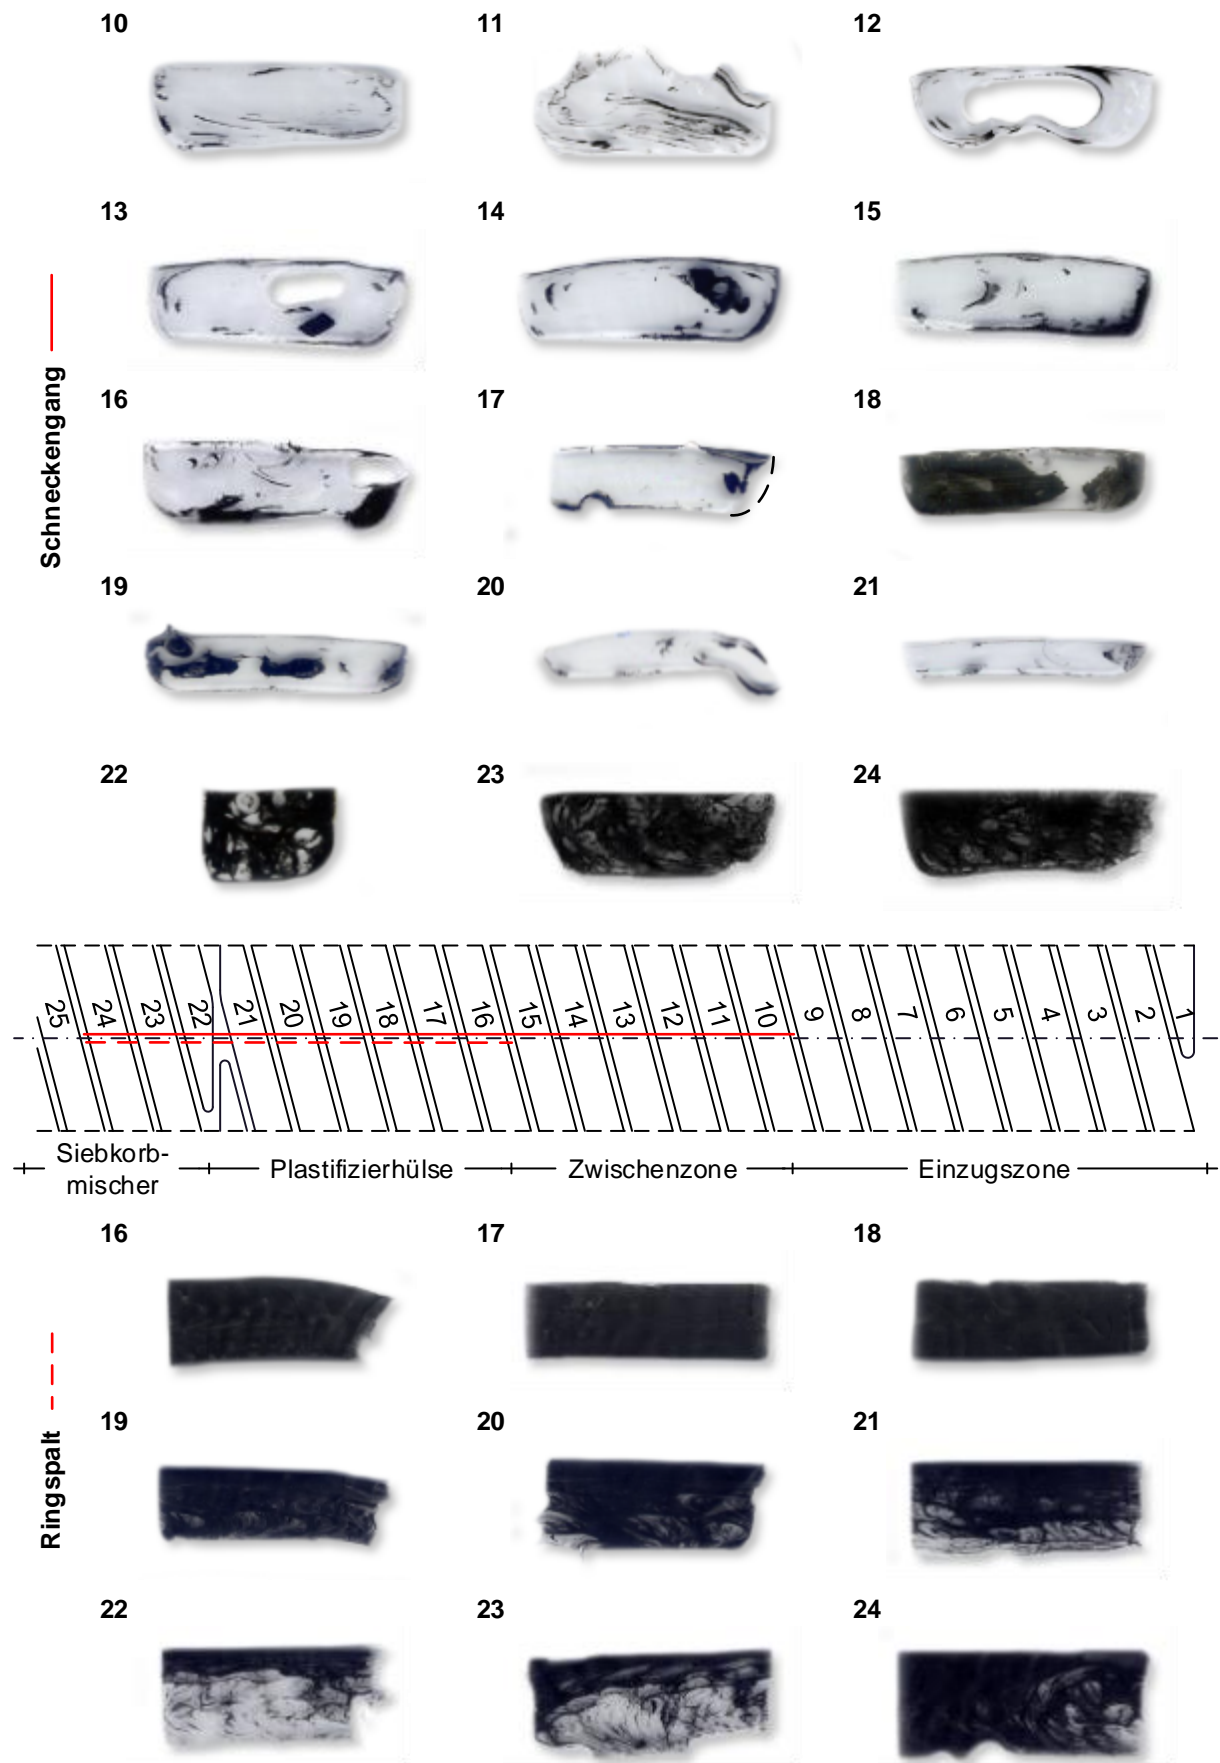 10 11 12
13 14 15
Schneckengang
16 17 18
19 20 21
22 23 24
25 24 23 22 21 20 19 18 17 16 15 14 13 12 11 10 9 8 7 6 5 4 3 2 1
Siebkorb-
mischer
Plastifizierhülse
Zwischenzone
Einzugszone
16 17 18
Ringspalt
19 20 21
22 23 24